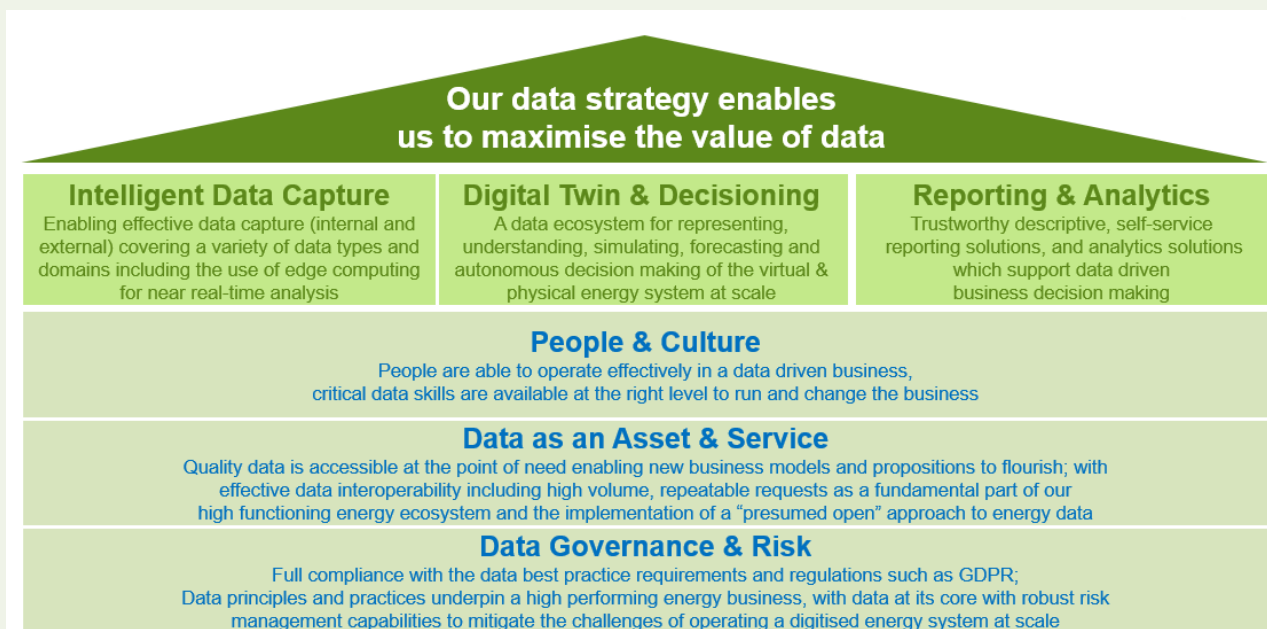 Our data strategy enables
us to maximise the value of data
Intelligent Data Capture
Enabling effective data capture (internal and
external) covering a variety of data types and
domains including the use of edge computing
for near real-time analysis
Digital Twin & Decisioning
A data ecosystem for representing,
understanding, simulating, forecasting and
autonomous decision making of the virtual &
physical energy system at scale
Reporting & Analytics
Trustworthy descriptive, self-service
reporting solutions, and analytics solutions
which support data driven
business decision making
People & Culture
People are able to operate effectively in a data driven business,
critical data skills are available at the right level to run and change the business
Data as an Asset & Service
Quality data is accessible at the point of need enabling new business models and propositions to flourish; with
effective data interoperability including high volume, repeatable requests as a fundamental part of our
high functioning energy ecosystem and the implementation of a “presumed open” approach to energy data
Data Governance & Risk
Full compliance with the data best practice requirements and regulations such as GDPR;
Data principles and practices underpin a high performing energy business, with data at its core with robust risk
management capabilities to mitigate the challenges of operating a digitised energy system at scale